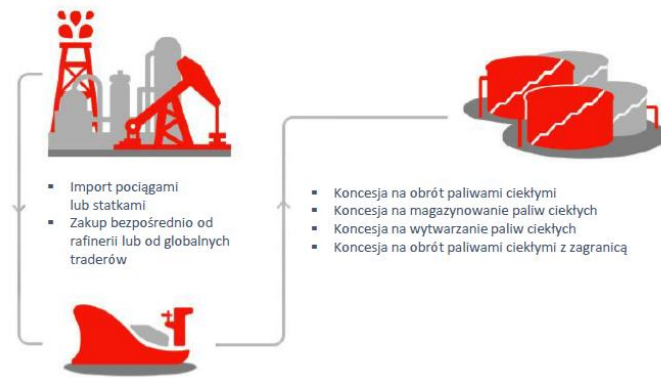 ▪ Import pociągami
lub statkami
▪ Zakup bezpośrednio od
rafinerii lub od globalnych
traderów
▪ Koncesja na obrót paliwami ciekłymi
▪ Koncesja na magazynowanie paliw ciekłych
▪ Koncesja na wytwarzanie paliw ciekłych
▪ Koncesja na obrót paliwami ciekłymi z zagranicą